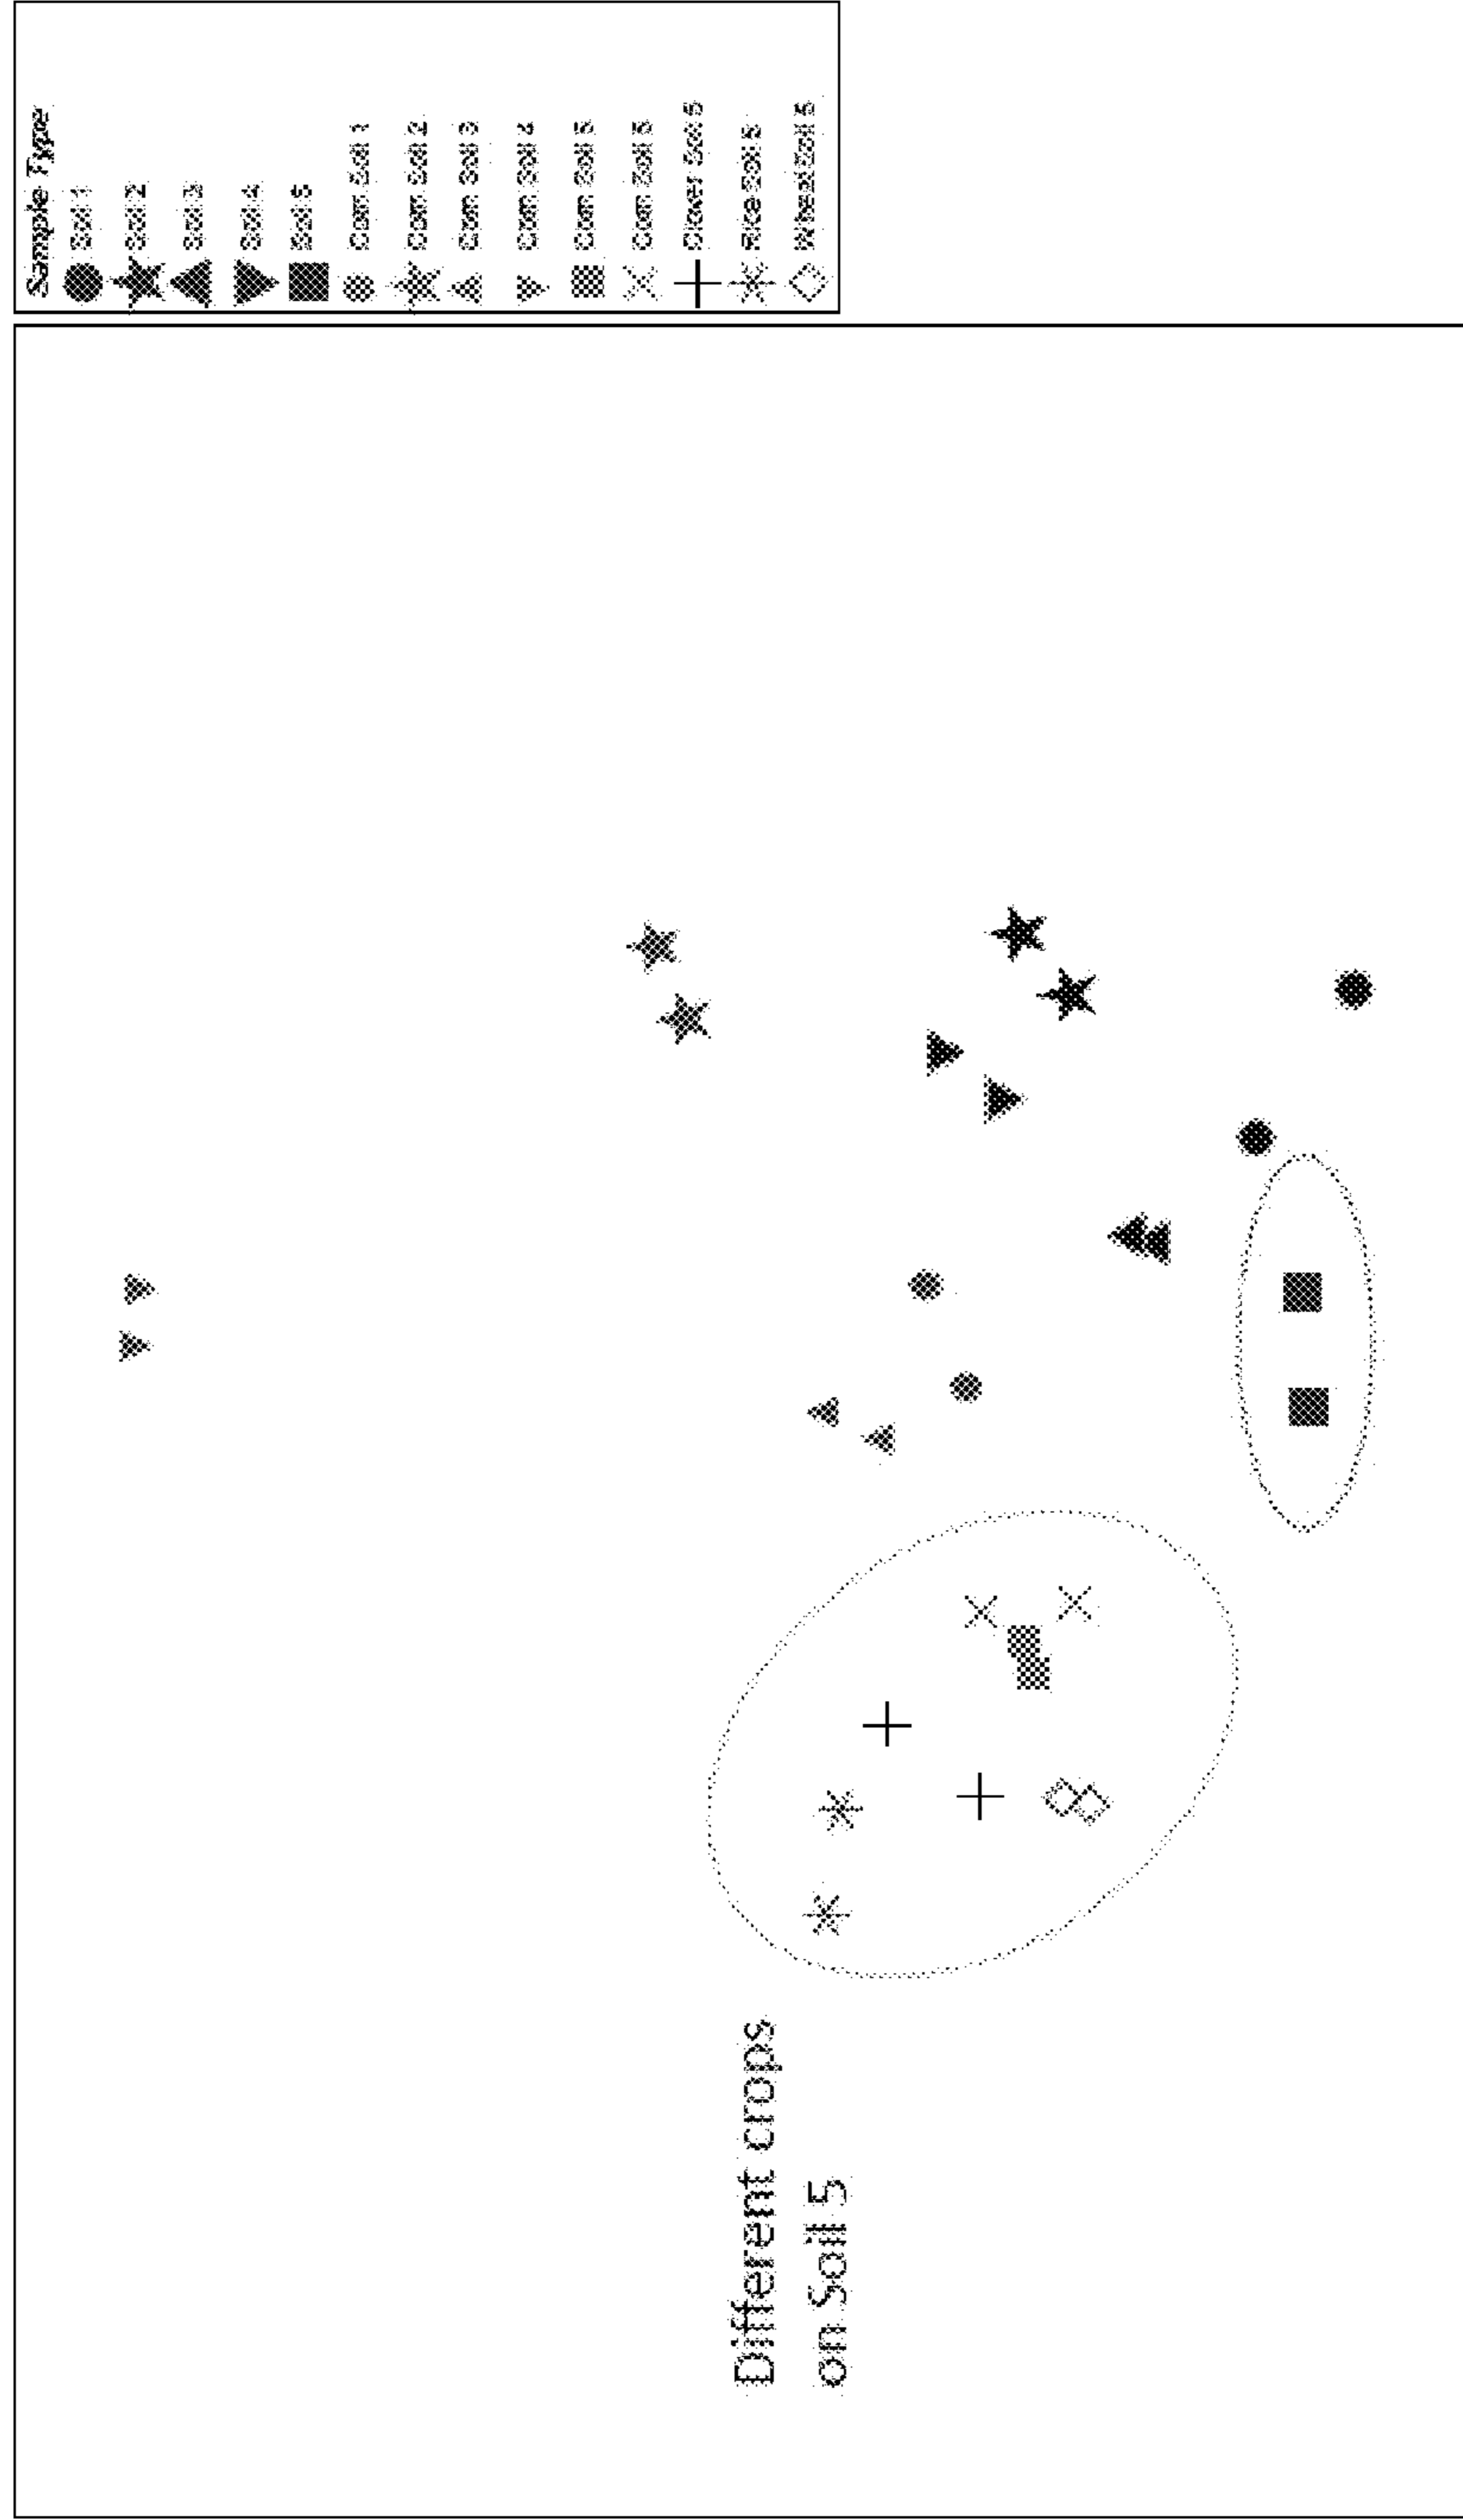 Sample Type
Soil 1
Soil 2
Soil 3
Soil 4
Soil 5
Corn Soil 1
Corn Soil 2
Corn Soil 3
Corn Soil 4
Corn Soil 5
Corn Soil 5
Clover Soil 5
Rice Soil 5
Wheat Soil 5
Different crops
on Soil 5